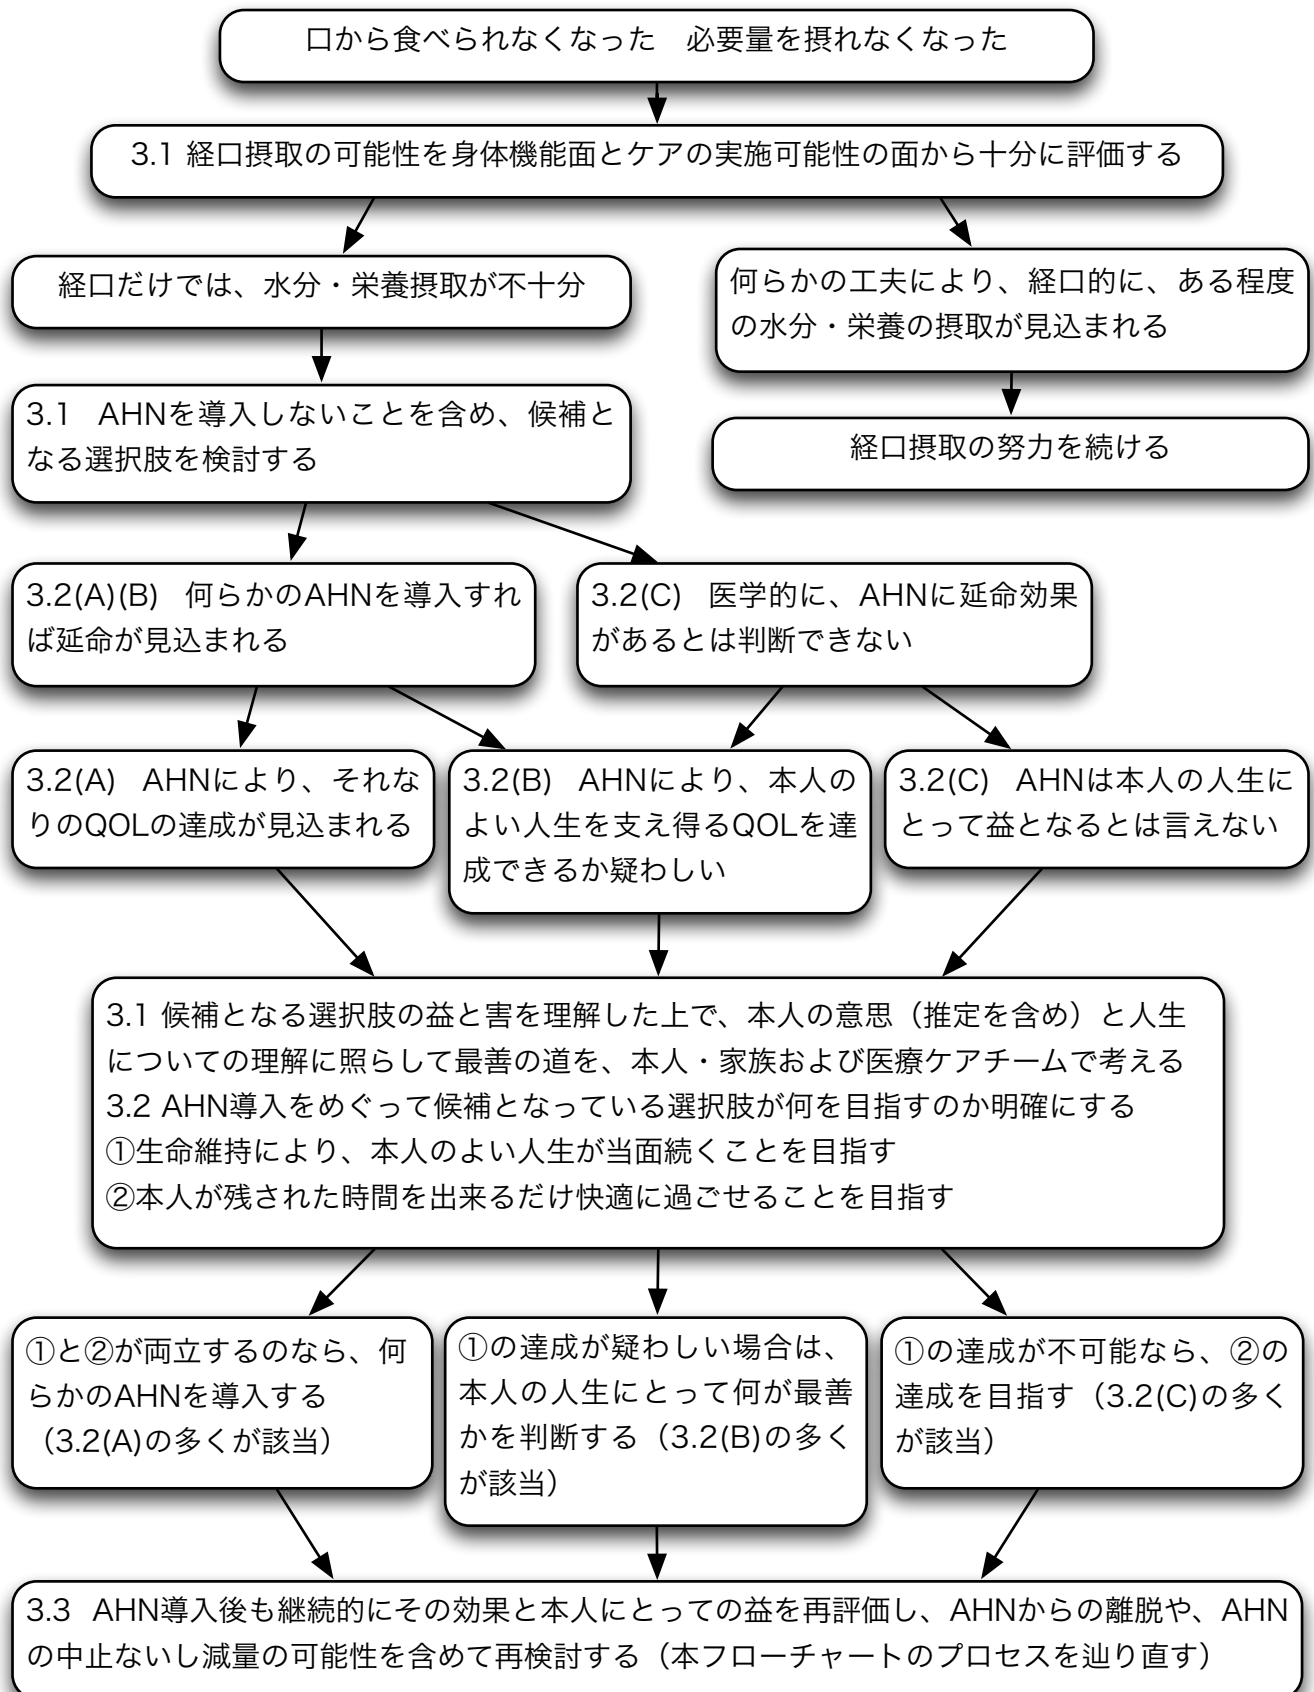 口から食べられなくなった　必要量を摂れなくなった
3.1 経口摂取の可能性を身体機能面とケアの実施可能性の面から十分に評価する
経口だけでは、水分・栄養摂取が不十分
何らかの工夫により、経口的に、ある程度
の水分・栄養の摂取が見込まれる
3.1　AHNを導入しないことを含め、候補と
なる選択肢を検討する
経口摂取の努力を続ける
3.2(A)(B)　何らかのAHNを導入すれ
ば延命が見込まれる
3.2(C)　医学的に、AHNに延命効果
があるとは判断できない
3.2(A)　AHNにより、それな
りのQOLの達成が見込まれる
3.2(B)　AHNにより、本人の
よい人生を支え得るQOLを達
成できるか疑わしい
3.2(C)　AHNは本人の人生に
とって益となるとは言えない
3.1 候補となる選択肢の益と害を理解した上で、本人の意思（推定を含め）と人生
についての理解に照らして最善の道を、本人・家族および医療ケアチームで考える
3.2 AHN導入をめぐって候補となっている選択肢が何を目指すのか明確にする
①生命維持により、本人のよい人生が当面続くことを目指す
②本人が残された時間を出来るだけ快適に過ごせることを目指す
①と②が両立するのなら、何
らかのAHNを導入する
（3.2(A)の多くが該当）
①の達成が疑わしい場合は、
本人の人生にとって何が最善
かを判断する（3.2(B)の多く
が該当）
①の達成が不可能なら、②の
達成を目指す（3.2(C)の多く
が該当）
3.3 AHN導入後も継続的にその効果と本人にとっての益を再評価し、AHNからの離脱や、AHN
の中止ないし減量の可能性を含めて再検討する（本フローチャートのプロセスを辿り直す）